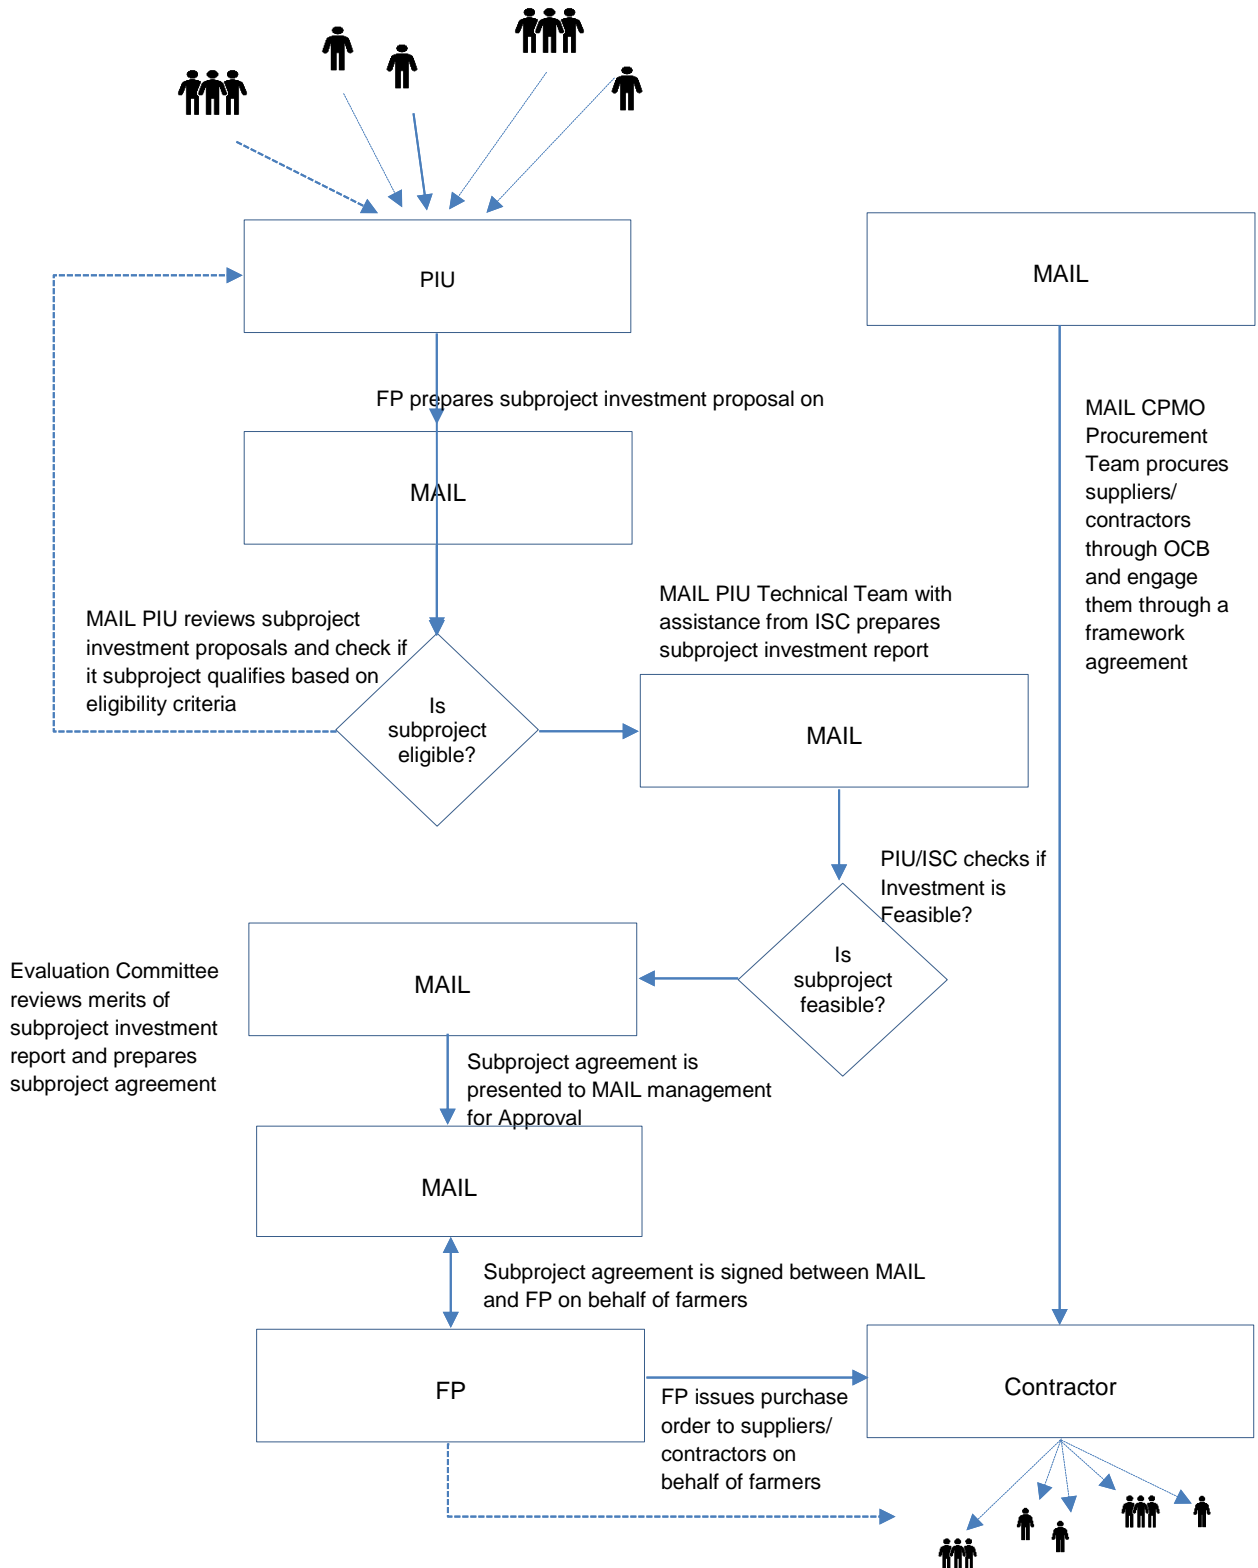 PIU
MAIL
FP prepares subproject investment proposal on
MAIL
MAIL CPMO
Procurement
Team procures
suppliers/
contractors
through OCB
and engage
them through a
framework
agreement
MAIL PIU reviews subproject
investment proposals and check if
it subproject qualifies based on
eligibility criteria
Is
subproject
eligible?
MAIL PIU Technical Team with
assistance from ISC prepares
subproject investment report
MAIL
PIU/ISC checks if
Investment is
Feasible?
Is
subproject
feasible?
MAIL
Evaluation Committee
reviews merits of
subproject investment
report and prepares
subproject agreement
Subproject agreement is
presented to MAIL management
for Approval
MAIL
Subproject agreement is signed between MAIL
and FP on behalf of farmers
FP
FP issues purchase
order to suppliers/
contractors on
behalf of farmers
Contractor